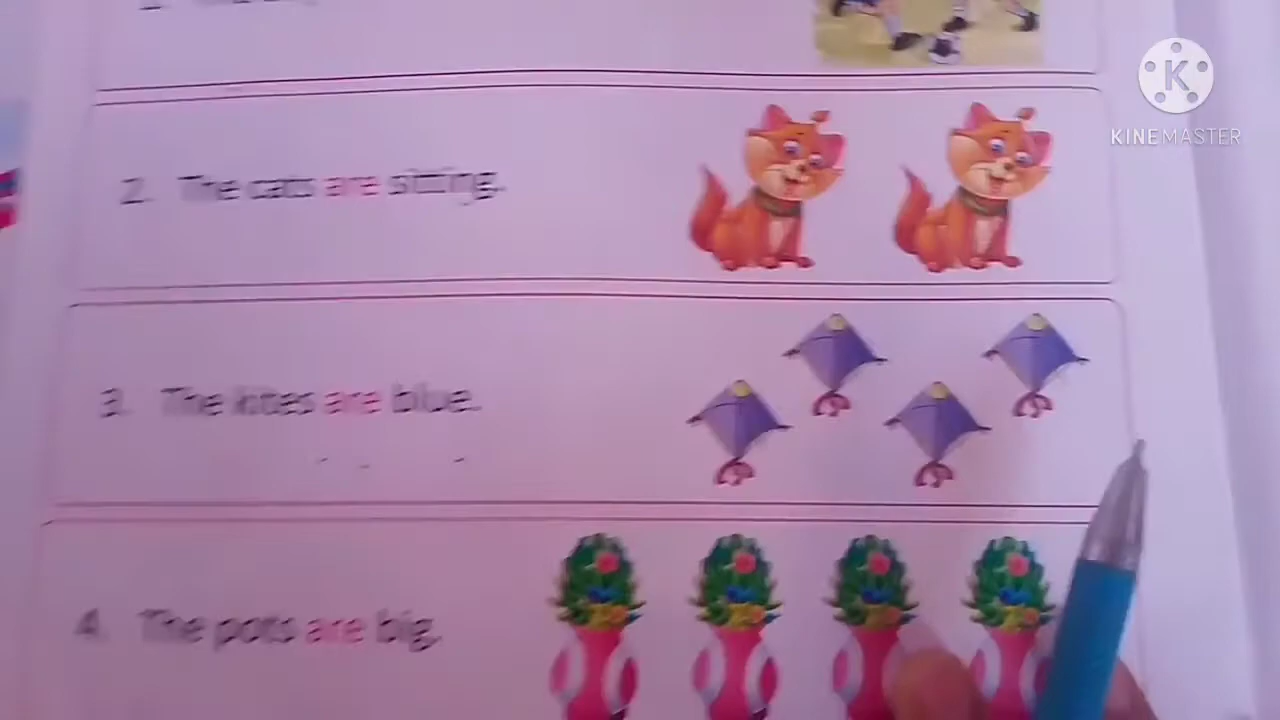 KINEMASTER
2. The cats are sitting.
3. The kites are blue.
4. The pots are big.